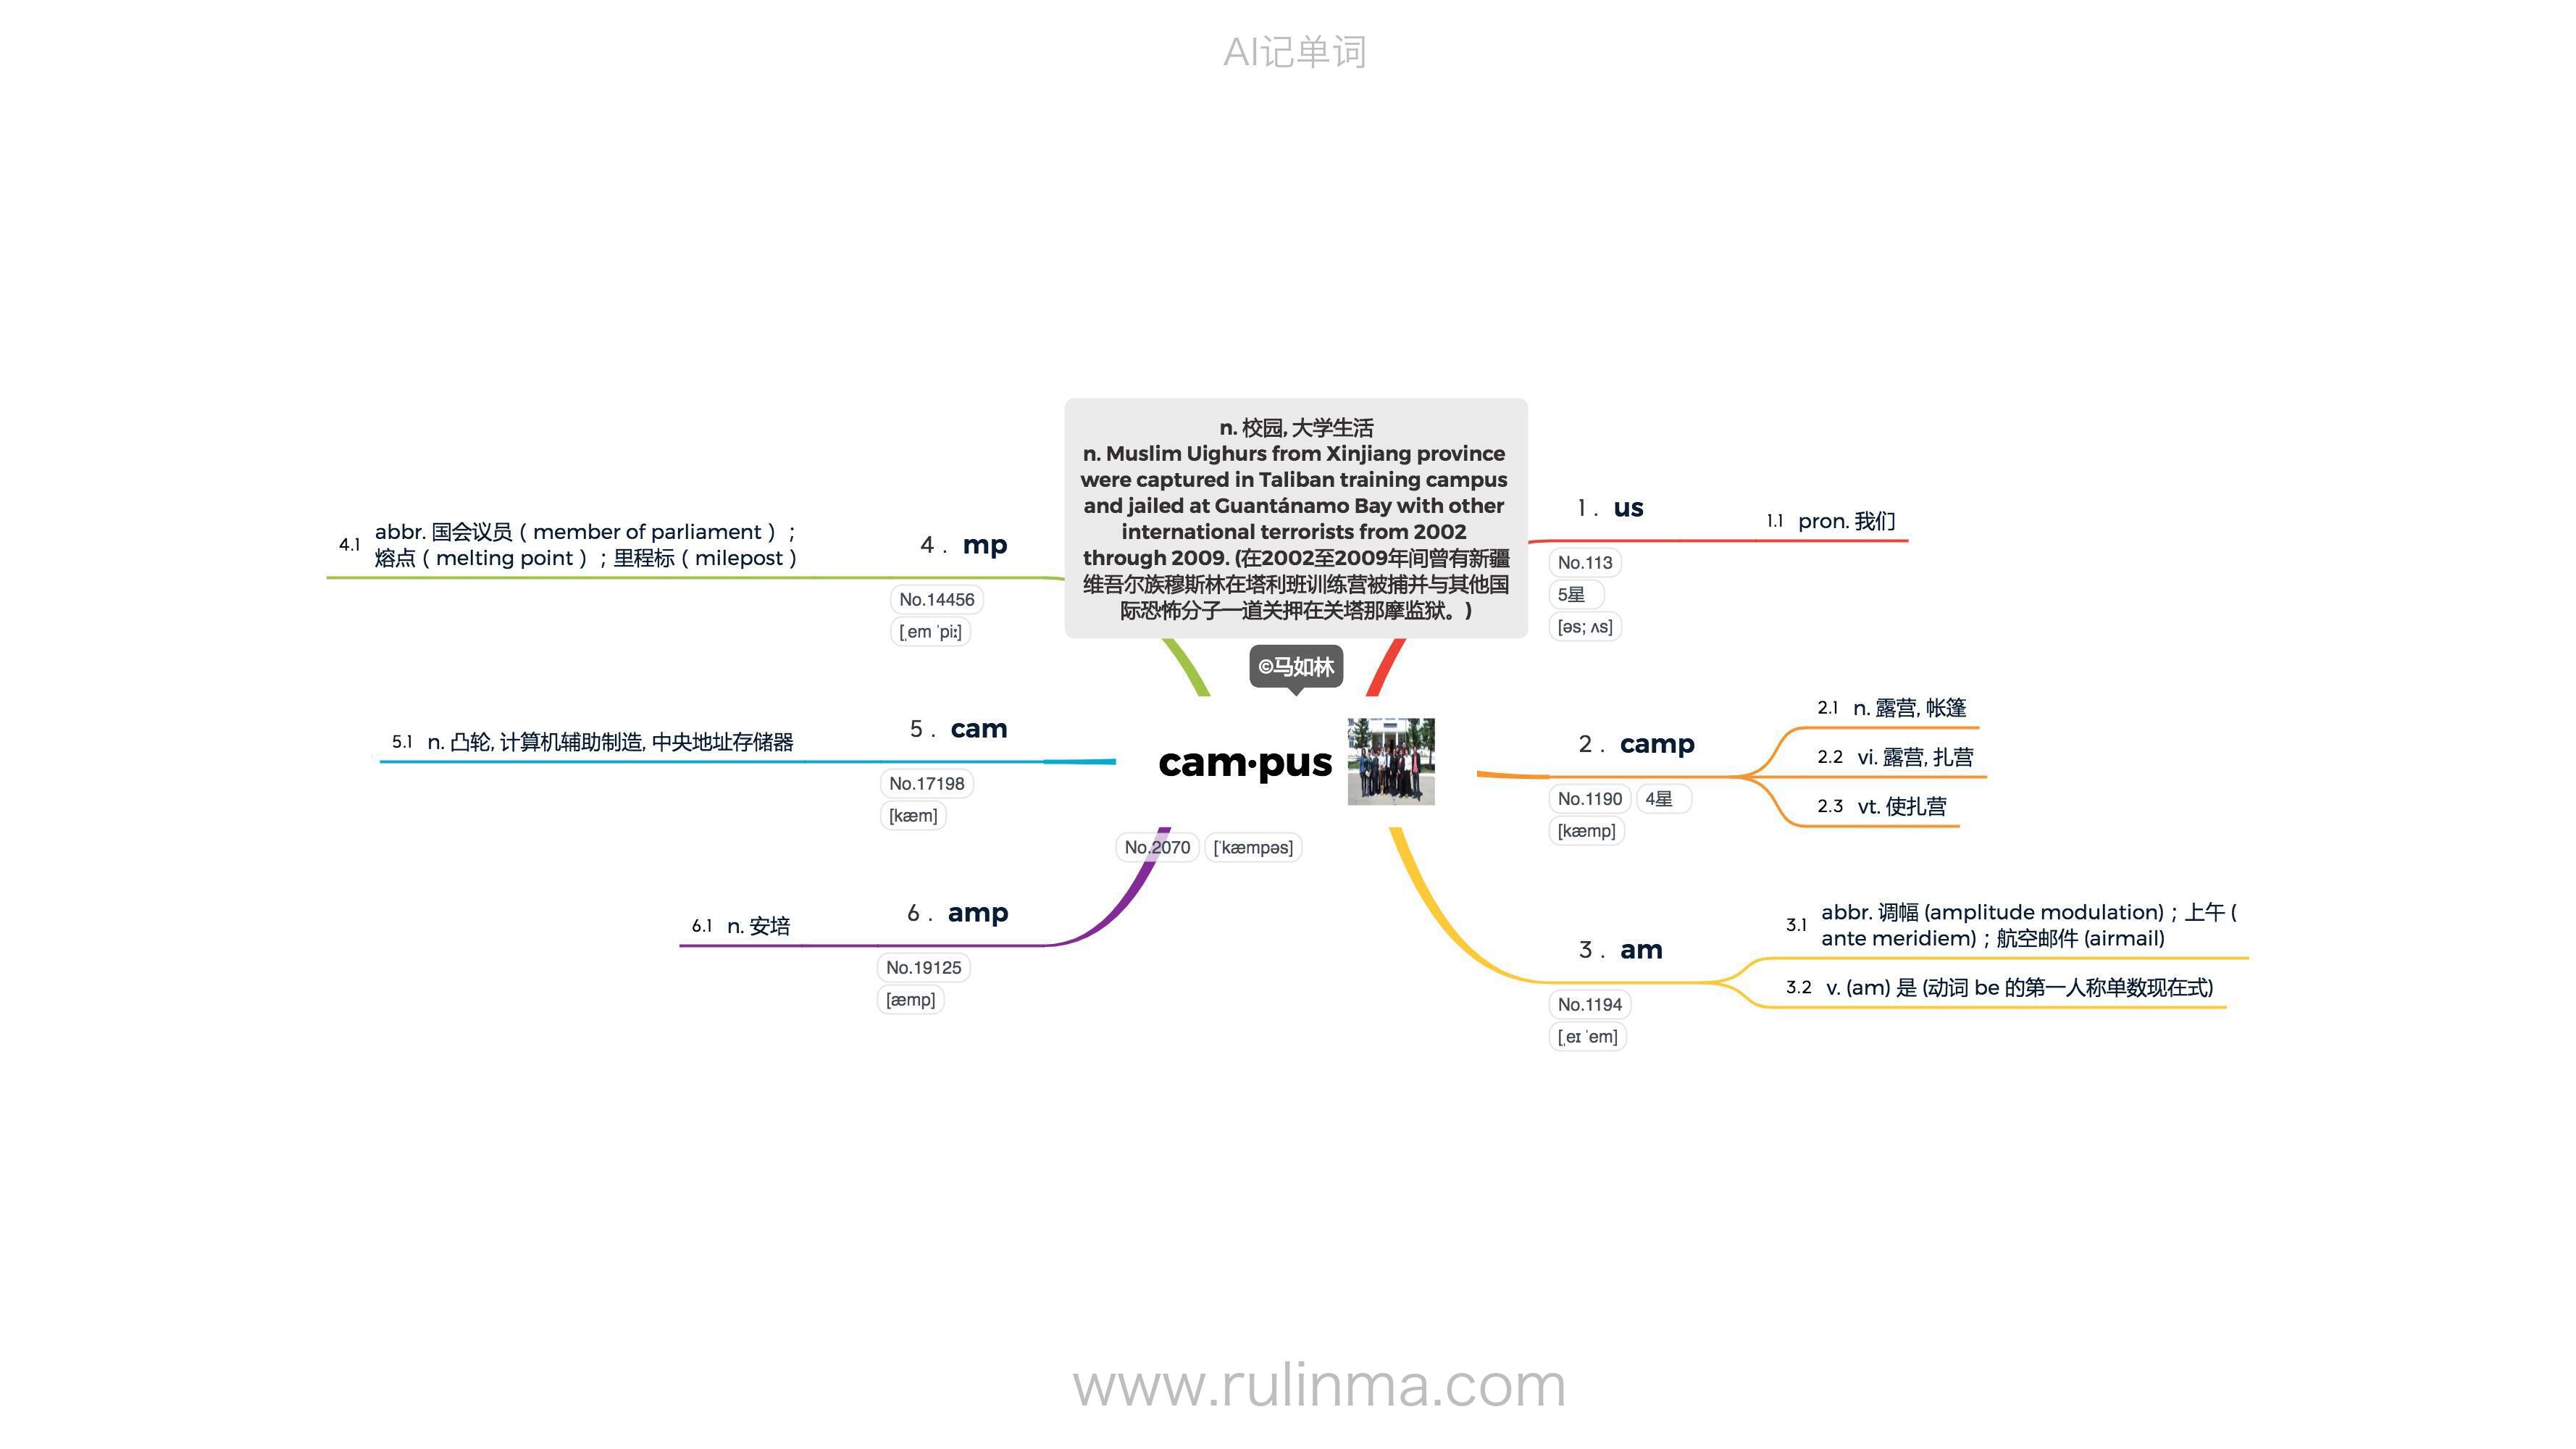 AI记单词
n. 校园, 大学生活
n. Muslim Uighurs from Xinjiang province
were captured in Taliban training campus
and jailed at Guantánamo Bay with other
international terrorists from 2002
through 2009. (在2002至2009年间曾有新疆
维吾尔族穆斯林在塔利班训练营被捕并与其他国
际恐怖分子一道关押在关塔那摩监狱。)
©马如林
cam·pus
No.2070 [ˈkæmpəs]
1 . us
No.113
5星
[əs; ʌs]
1.1 pron. 我们
2 . camp
No.1190 4星
[kæmp]
2.1 n. 露营, 帐篷
2.2 vi. 露营, 扎营
2.3 vt. 使扎营
3 . am
No.1194
[ˌeɪ ˈem]
3.1 abbr. 调幅 (amplitude modulation)；上午 (
ante meridiem)；航空邮件 (airmail)
3.2 v. (am) 是 (动词 be 的第一人称单数现在式)
4 . mp
No.14456
[ˌem ˈpiː]
4.1 abbr. 国会议员（member of parliament）；
熔点（melting point）；里程标（milepost）
5 . cam
No.17198
[kæm]
5.1 n. 凸轮, 计算机辅助制造, 中央地址存储器
6 . amp
No.19125
[æmp]
6.1 n. 安培
www.rulinma.com